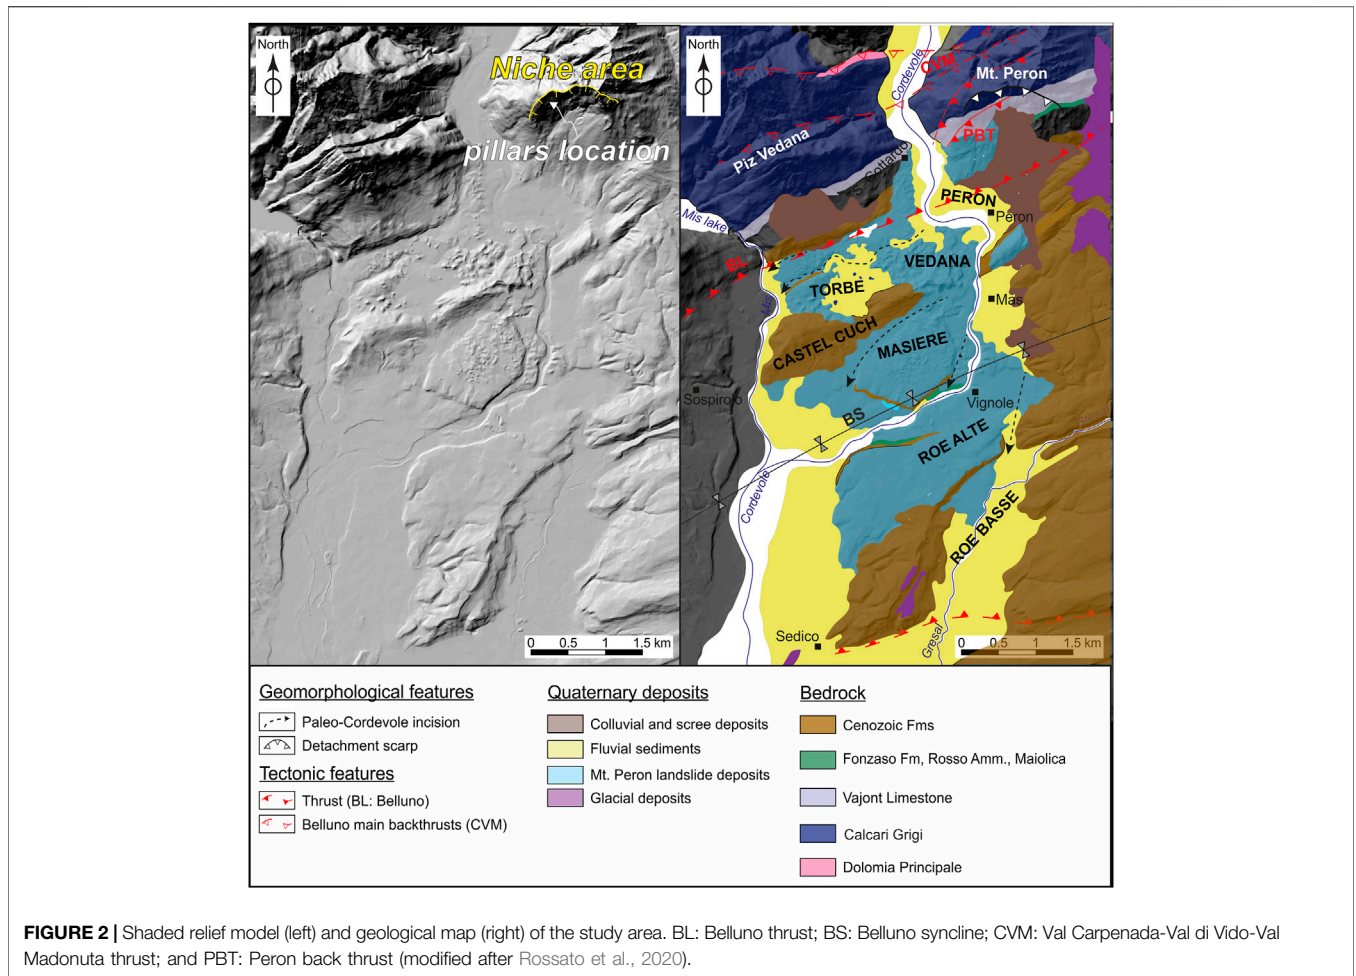 North
Niche area
pillars location
0 0.5 1 1.5 km
North
Cordevole
CVM
Mt. Peron
PBT
Piz Vedana
Mis lake
PERON
Peron
BL
VEDANA
TORBE
Mis
Mas
CASTEL CUCH
MASIERE
Sospirolo
Vignole
BS
ROE ALTE
Cordevole
ROE BASSE
Sedico
Gresal
0 0.5 1 1.5 km
Geomorphological features
Paleo-Cordevole incision
Detachment scarp
Tectonic features
Thrust (BL: Belluno)
Belluno main backthrusts (CVM)
Quaternary deposits
Colluvial and scree deposits
Fluvial sediments
Mt. Peron landslide deposits
Glacial deposits
Bedrock
Cenozoic Fms
Fonzaso Fm, Rosso Amm., Maiolica
Vajont Limestone
Calcari Grigi
Dolomia Principale
FIGURE 2 | Shaded relief model (left) and geological map (right) of the study area. BL: Belluno thrust; BS: Belluno syncline; CVM: Val Carpenada-Val di Vido-Val
Madonuta thrust; and PBT: Peron back thrust (modified after Rossato et al., 2020).